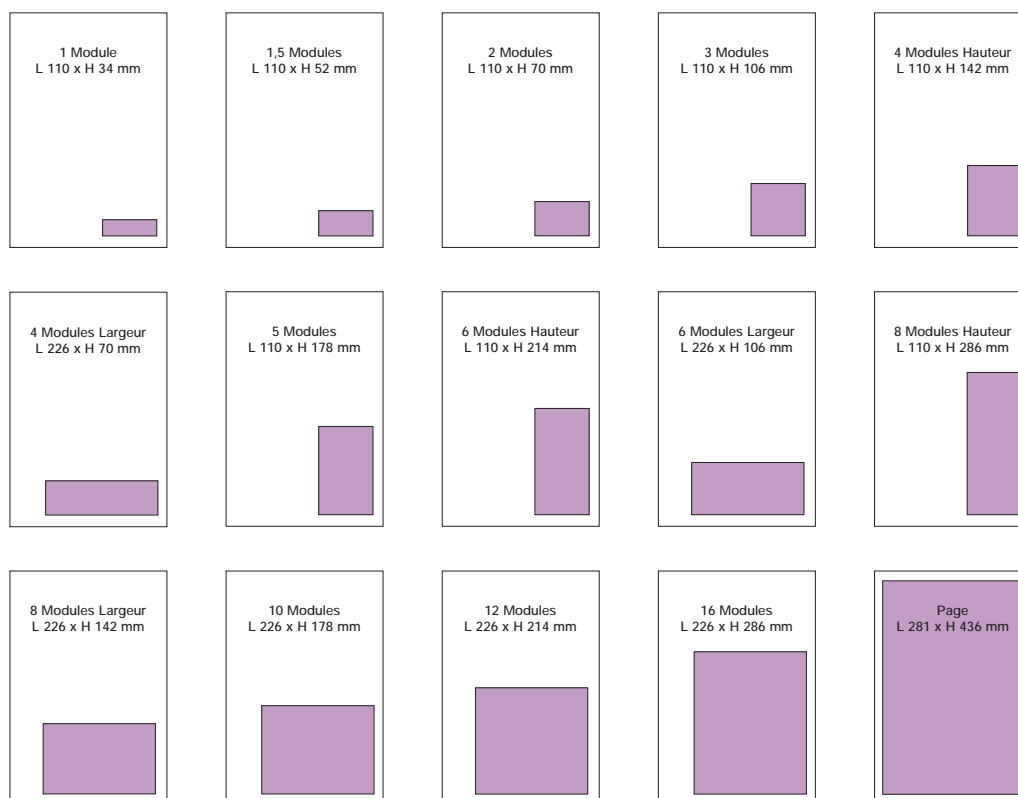 1 Module
L 110 x H 34 mm
1,5 Modules
L 110 x H 52 mm
2 Modules
L 110 x H 70 mm
3 Modules
L 110 x H 106 mm
4 Modules Hauteur
L 110 x H 142 mm
4 Modules Largeur
L 226 x H 70 mm
5 Modules
L 110 x H 178 mm
6 Modules Hauteur
L 110 x H 214 mm
6 Modules Largeur
L 226 x H 106 mm
8 Modules Hauteur
L 110 x H 286 mm
8 Modules Largeur
L 226 x H 142 mm
10 Modules
L 226 x H 178 mm
12 Modules
L 226 x H 214 mm
16 Modules
L 226 x H 286 mm
Page
L 281 x H 436 mm